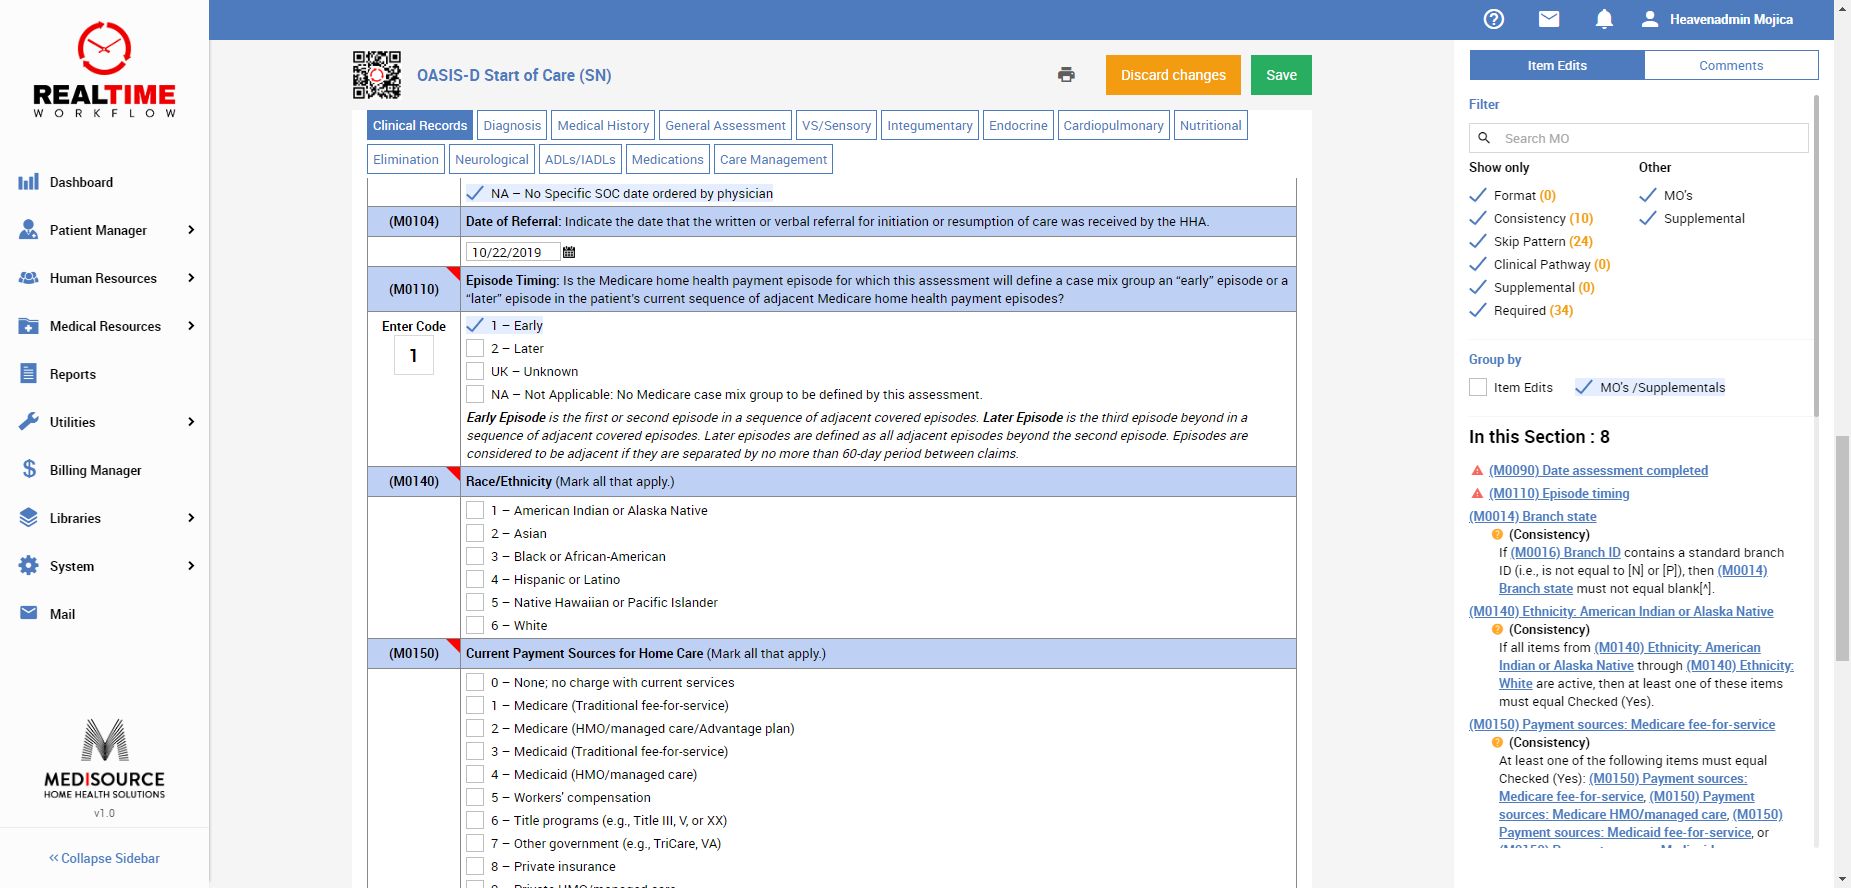 REALTIME
WORKFLOW
Dashboard
Patient Manager
Human Resources
Medical Resources
Reports
Utilities
Billing Manager
Libraries
System
Mail
MEDISOURCE
HOME HEALTH SOLUTIONS
v1.0
Collapse Sidebar
Heavenadmin Mojica
OASIS-D Start of Care (SN)
Discard changes
Save
Clinical Records
Diagnosis
Medical History
General Assessment
VS/Sensory
Integumentary
Endocrine
Cardiopulmonary
Nutritional
Elimination
Neurological
ADLs/IADLs
Medications
Care Management
NA – No Specific SOC date ordered by physician
(M0104)
Date of Referral: Indicate the date that the written or verbal referral for initiation or resumption of care was received by the HHA.
10/22/2019
(M0110)
Episode Timing: Is the Medicare home health payment episode for which this assessment will define a case mix group an “early” episode or a
“later” episode in the patient's current sequence of adjacent Medicare home health payment episodes?
Enter Code
1
1 – Early
2 – Later
UK – Unknown
NA – Not Applicable: No Medicare case mix group to be defined by this assessment.
Early Episode is the first or second episode in a sequence of adjacent covered episodes. Later Episode is the third episode beyond in a
sequence of adjacent covered episodes. Later episodes are defined as all adjacent episodes beyond the second episode. Episodes are
considered to be adjacent if they are separated by no more than 60-day period between claims.
(M0140)
Race/Ethnicity (Mark all that apply.)
1 – American Indian or Alaska Native
2 – Asian
3 – Black or African-American
4 – Hispanic or Latino
5 – Native Hawaiian or Pacific Islander
6 – White
(M0150)
Current Payment Sources for Home Care (Mark all that apply.)
0 – None; no charge with current services
1 – Medicare (Traditional fee-for-service)
2 – Medicare (HMO/managed care/Advantage plan)
3 – Medicaid (Traditional fee-for-service)
4 – Medicaid (HMO/managed care)
5 – Workers' compensation
6 – Title programs (e.g., Title III, V, or XX)
7 – Other government (e.g., TriCare, VA)
8 – Private insurance
Item Edits
Comments
Filter
Search MO
Show only
Other
Format (0)
MO's
Consistency (10)
Supplemental
Skip Pattern (24)
Clinical Pathway (0)
Supplemental (0)
Required (34)
Group by
Item Edits
MO's /Supplementals
In this Section : 8
(M0090) Date assessment completed
(M0110) Episode timing
(M0014) Branch state
(Consistency)
If (M0016) Branch ID contains a standard branch
ID (i.e., is not equal to [N] or [P]), then (M0014)
Branch state must not equal blank[^].
(M0140) Ethnicity: American Indian or Alaska Native
(Consistency)
If all items from (M0140) Ethnicity: American
Indian or Alaska Native through (M0140) Ethnicity:
White are active, then at least one of these items
must equal Checked (Yes).
(M0150) Payment sources: Medicare fee-for-service
(Consistency)
At least one of the following items must equal
Checked (Yes): (M0150) Payment sources:
Medicare fee-for-service, (M0150) Payment
sources: Medicare HMO/managed care, (M0150)
Payment sources: Medicaid fee-for-service, or